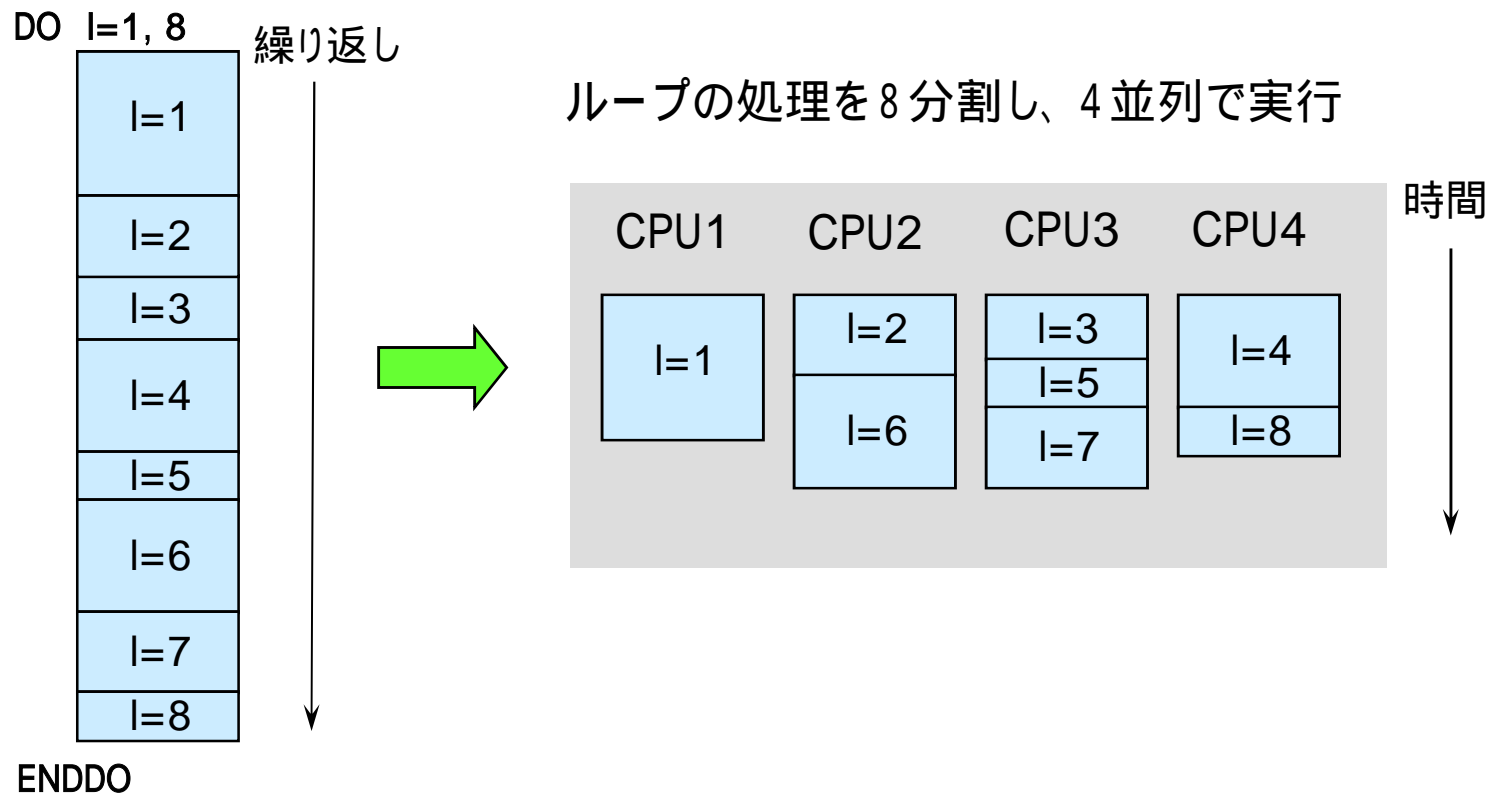 DO I=1, 8
繰り返し
I=1
I=2
I=3
I=4
I=5
I=6
I=7
I=8
ENDDO
ループの処理を8分割し、4並列で実行
時間
CPU1 CPU2 CPU3 CPU4
I=1
I=2
I=6
I=3
I=5
I=7
I=4
I=8